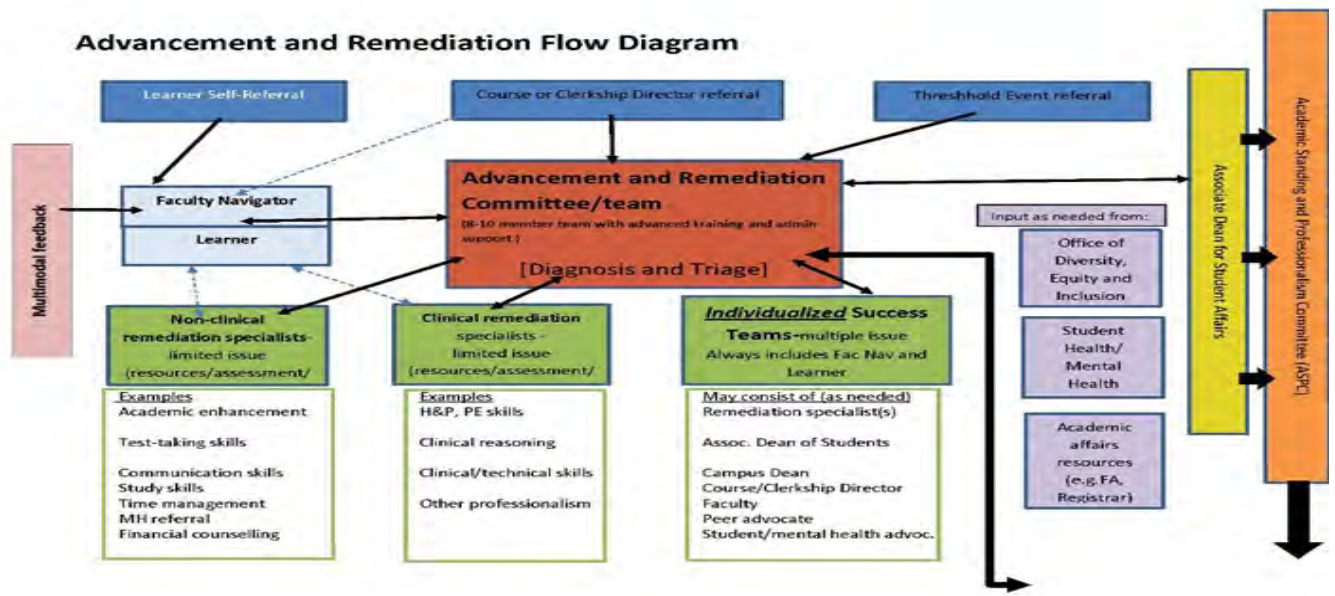 Advancement and Remediation Flow Diagram
Learner Self-Referral
Course or Clerkship Director referral
Threshhold Event referral
Multimodal feedback
Faculty Navigator
Learner
Advancement and Remediation
Committee/team
(8-10 member team with advanced training and admin
support )
[Diagnosis and Triage]
Non-clinical
remediation specialists-
limited issue
(resources/assessment/
Clinical remediation
specialists -
limited issue
(resources/assessment/
Individualized Success
Teams-multiple issue
Always includes Fac Nav and
Learner
Examples
Academic enhancement
Test-taking skills
Communication skills
Study skills
Time management
MH referral
Financial counselling
Examples
H&P, PE skills
Clinical reasoning
Clinical/technical skills
Other professionalism
May consist of (as needed)
Remediation specialist(s)
Assoc. Dean of Students
Campus Dean
Course/Clerkship Director
Faculty
Peer advocate
Student/mental health advoc.
Input as needed from:
Office of
Diversity,
Equity and
Inclusion
Student
Health/
Mental
Health
Academic
affairs
resources
(e.g. FA,
Registrar)
Associate Dean for Student Affairs
Academic Standing and Professionalism Committee (ASPC)